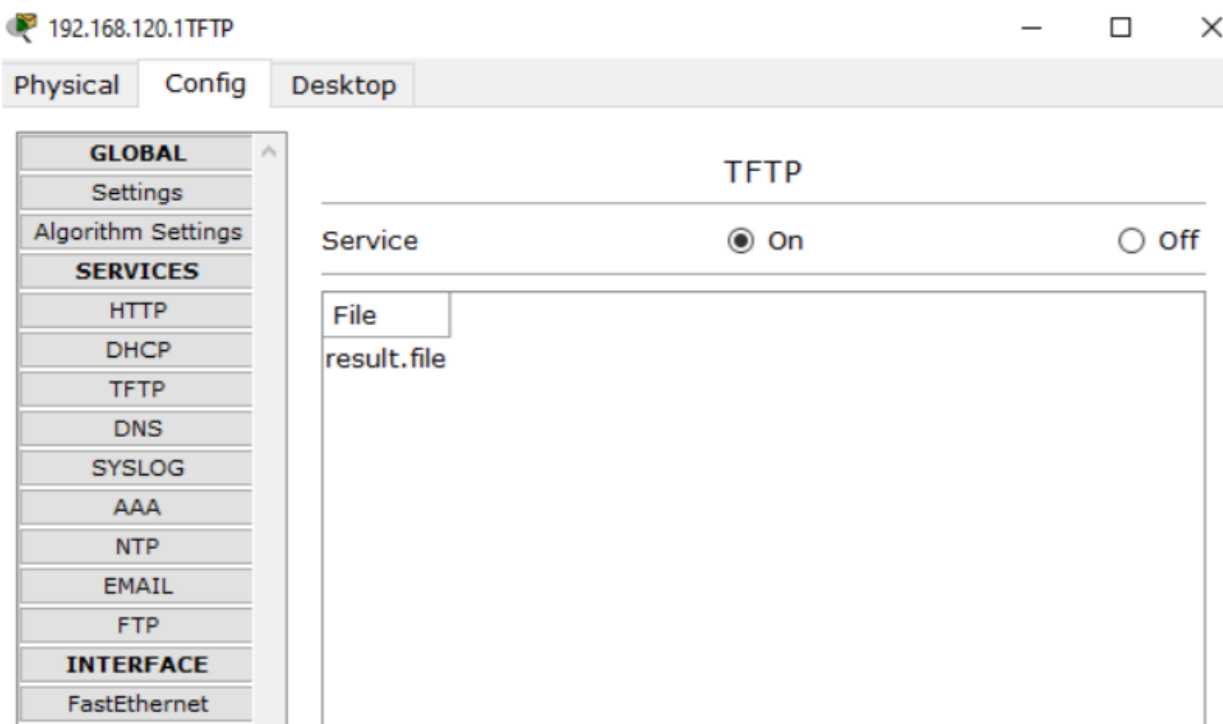 192.168.120.1TFTP
Physical Config Desktop
GLOBAL
Settings
Algorithm Settings
SERVICES
HTTP
DHCP
TFTP
DNS
SYSLOG
AAA
NTP
EMAIL
FTP
INTERFACE
FastEthernet
TFTP
Service On Off
File
result.file